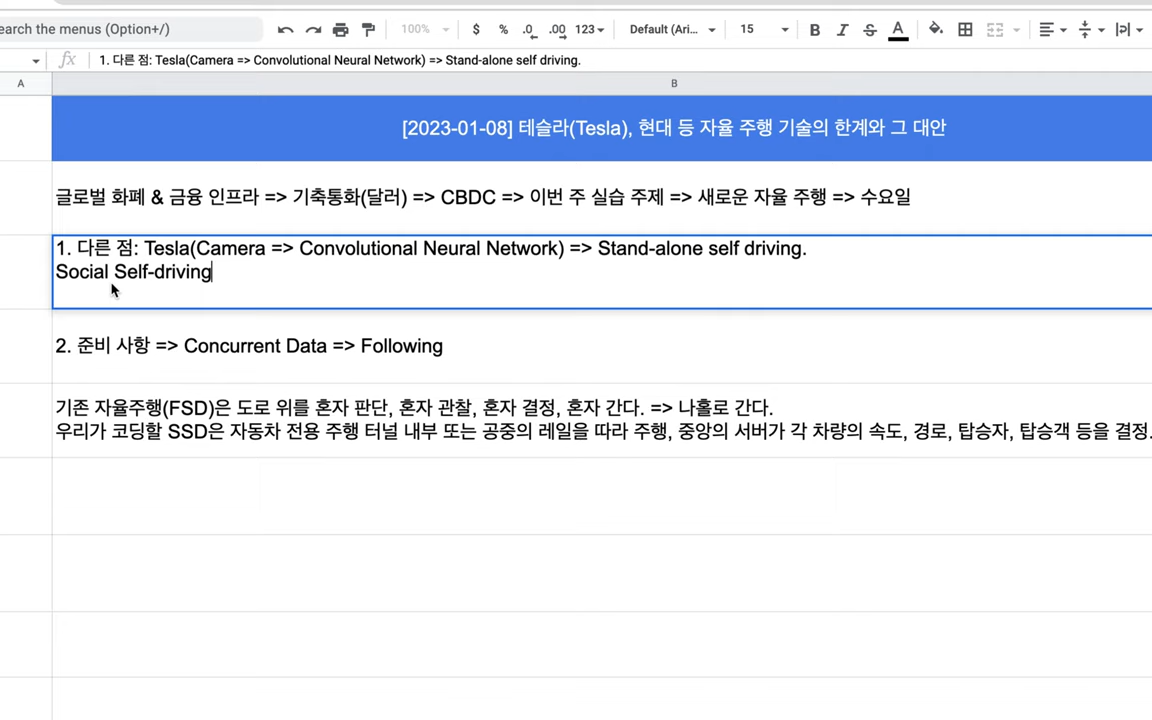 earch the menus (Option+/)
100%
$
%
.0
.00
123
Default (Ari...
15
B
I
S
A
fx
1. 다른 점: Tesla(Camera => Convolutional Neural Network) => Stand-alone self driving.
A
B
[2023-01-08] 테슬라(Tesla), 현대 등 자율 주행 기술의 한계와 그 대안
글로벌 화폐 & 금융 인프라 => 기축통화(달러) => CBDC => 이번 주 실습 주제 => 새로운 자율 주행 => 수요일
1. 다른 점: Tesla(Camera => Convolutional Neural Network) => Stand-alone self driving.
Social Self-driving
2. 준비 사항 => Concurrent Data => Following
기존 자율주행(FSD)은 도로 위를 혼자 판단, 혼자 관찰, 혼자 결정, 혼자 간다. => 나홀로 간다.
우리가 코딩할 SSD은 자동차 전용 주행 터널 내부 또는 공중의 레일을 따라 주행, 중앙의 서버가 각 차량의 속도, 경로, 탑승자, 탑승객 등을 결정.